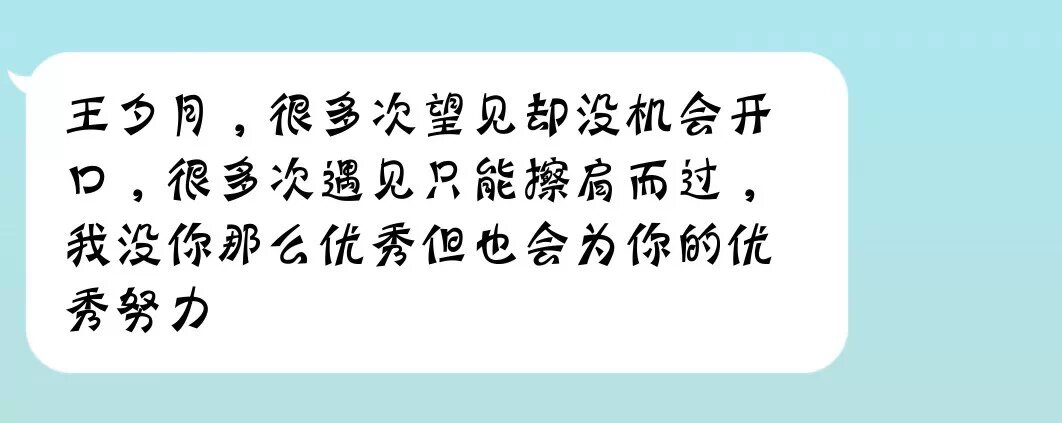 王夕月，很多次望见却没机会开
口，很多次遇见只能擦肩而过，
我没你那么优秀但也会为你的优
秀努力